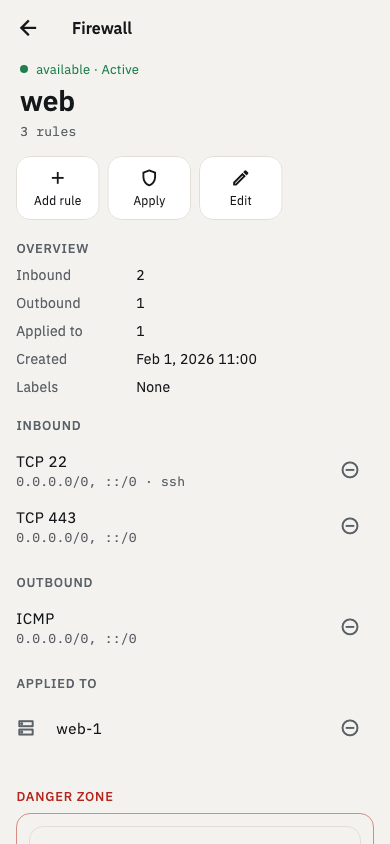 Firewall
available · Active
web
3 rules
Add rule
Apply
Edit
OVERVIEW
Inbound 2
Outbound 1
Applied to 1
Created Feb 1, 2026 11:00
Labels None
INBOUND
TCP 22
0.0.0.0/0, ::/0 · ssh
TCP 443
0.0.0.0/0, ::/0
OUTBOUND
ICMP
0.0.0.0/0, ::/0
APPLIED TO
web-1
DANGER ZONE